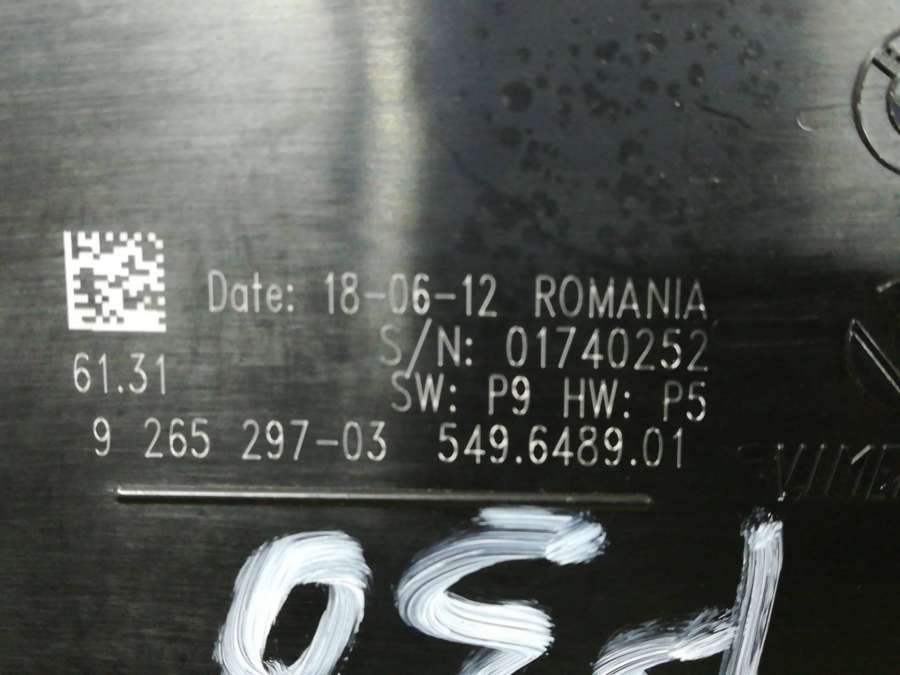 Date: 18-06-12 ROMANIA
S/N: 01740252
61.31
SW: P9 HW: P5
9 265 297-03 549.6489.01